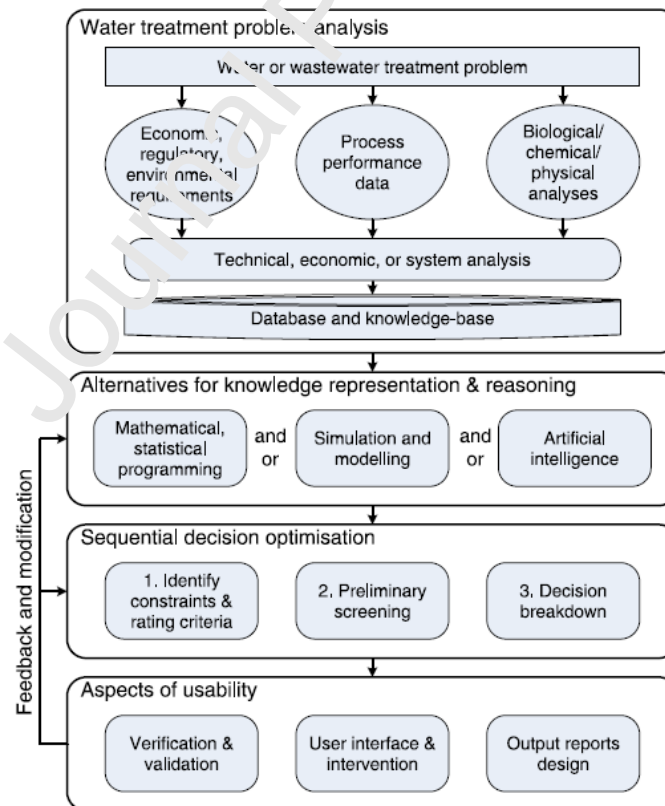 Water treatment problem analysis
Water or wastewater treatment problem
Economic,
regulatory,
environmental
requirements
Process
performance
data
Biological/
chemical/
physical
analyses
Technical, economic, or system analysis
Database and knowledge-base
Alternatives for knowledge representation & reasoning
Mathematical,
statistical
programming
and
or
Simulation and
modelling
and
or
Artificial
intelligence
Sequential decision optimisation
1. Identify
constraints &
rating criteria
2. Preliminary
screening
3. Decision
breakdown
Aspects of usability
Verification &
validation
User interface &
intervention
Output reports
design
Feedback and modification
Journal P